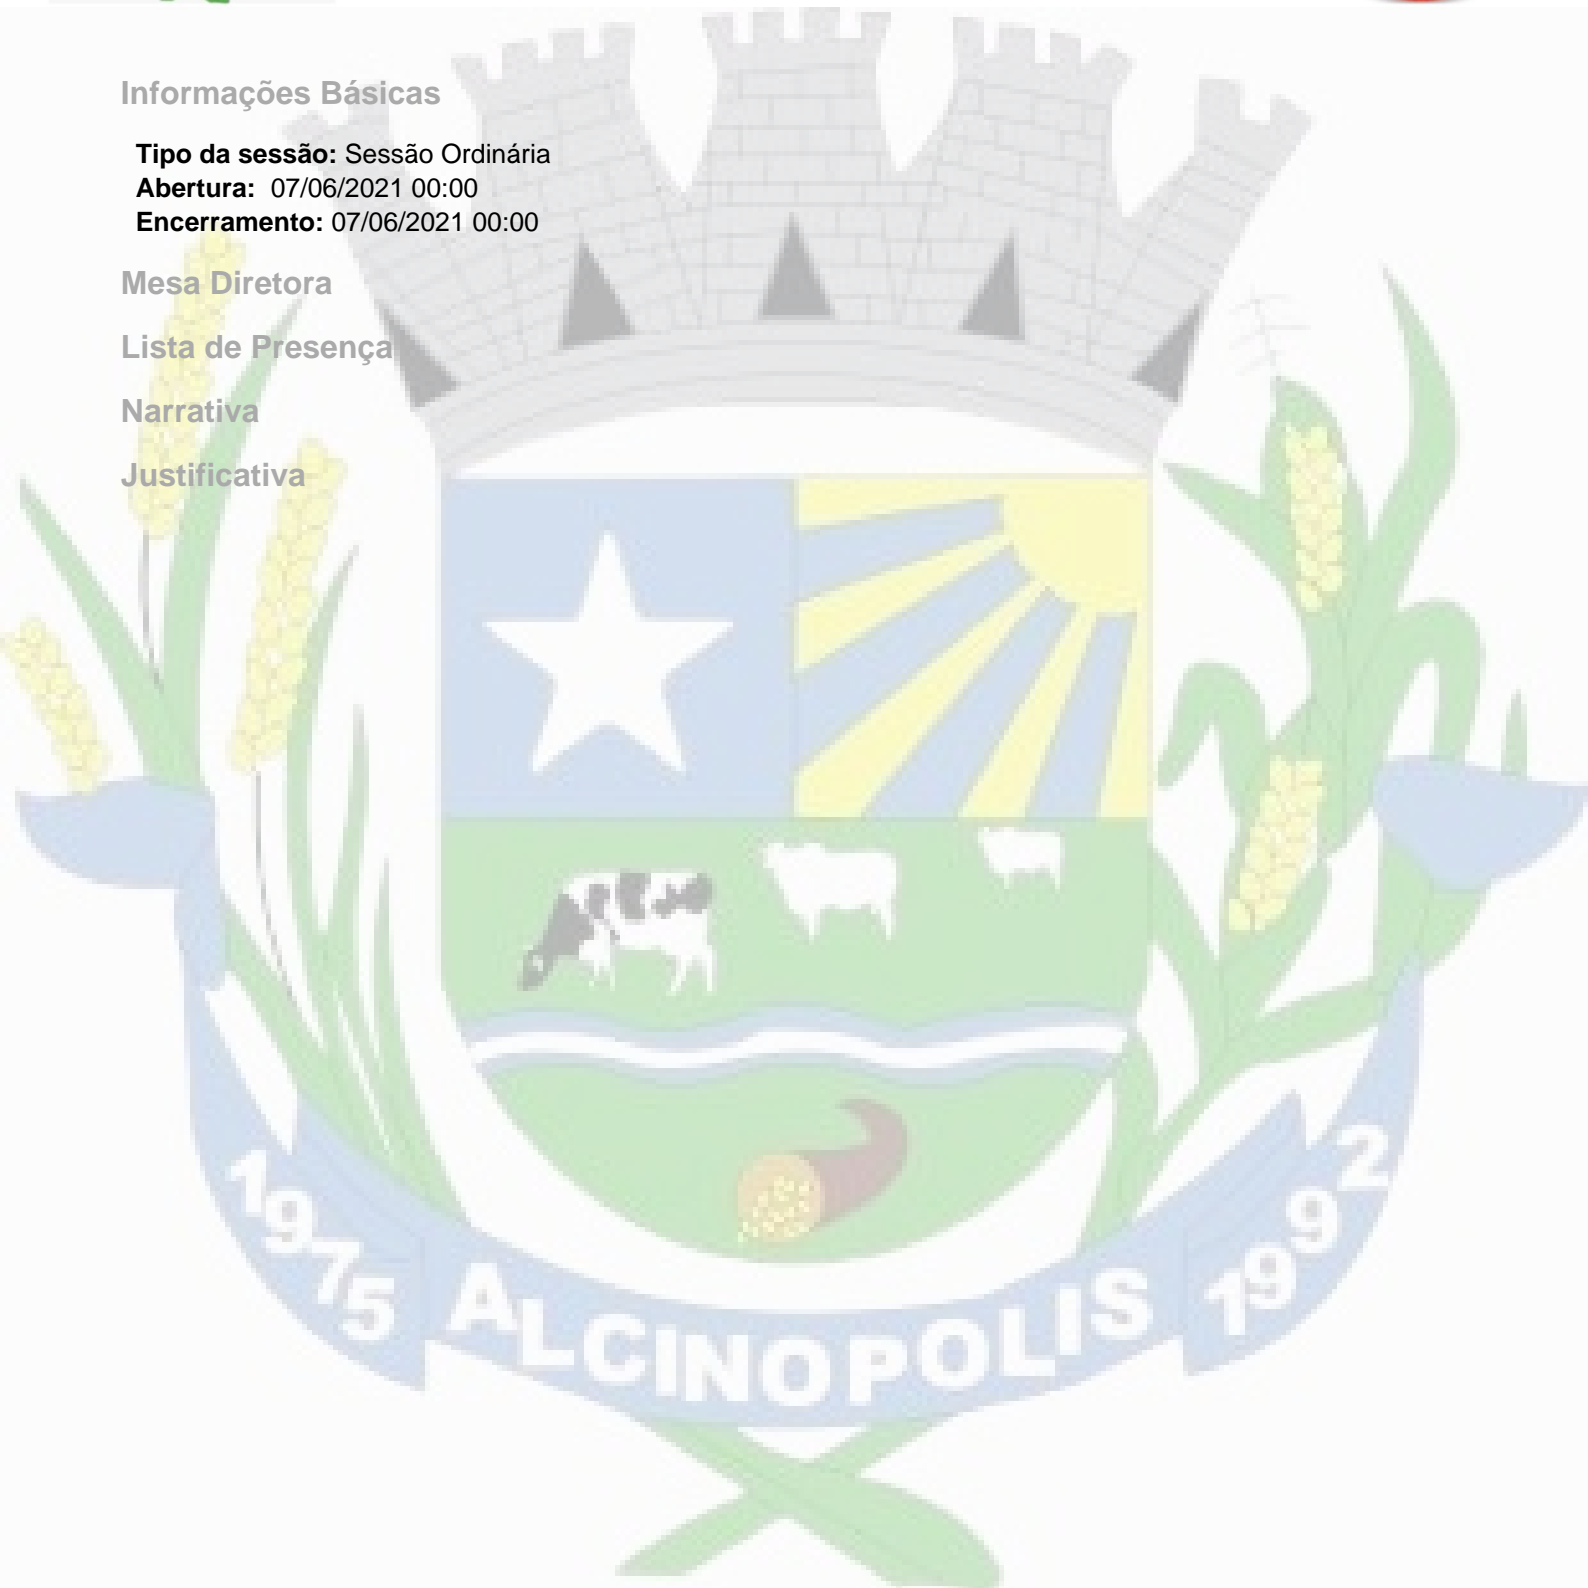 Informações Básicas
Tipo da sessão: Sessão Ordinária
Abertura: 07/06/2021 00:00
Encerramento: 07/06/2021 00:00
Mesa Diretora
Lista de Presença
Narrativa
Justificativa
1975 ALCINOPOLIS 1992